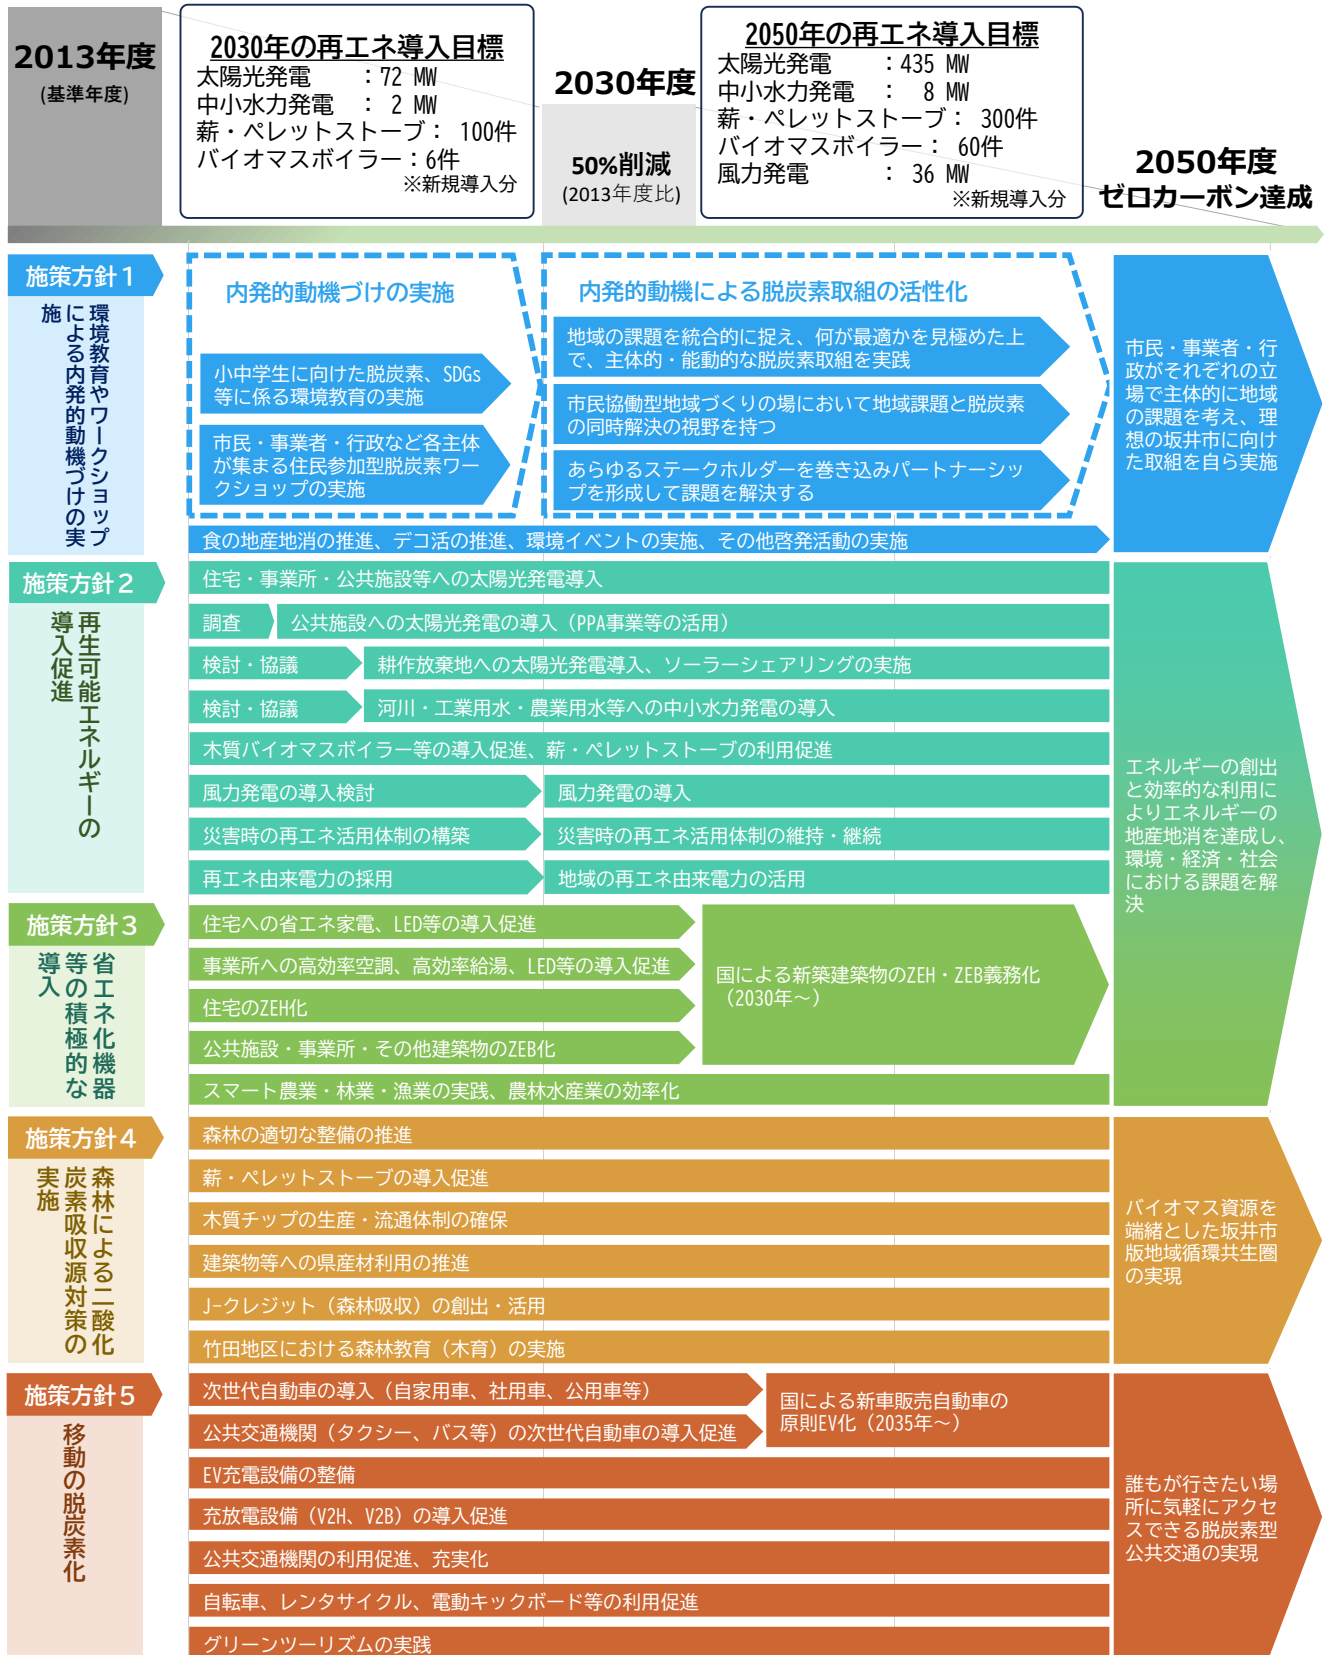 2013年度
(基準年度)
2030年の再エネ導入目標
太陽光発電　：72 MW
中小水力発電　： 2 MW
薪・ペレットストーブ： 100件
バイオマスボイラー：6件
※新規導入分
2030年度
50%削減
(2013年度比)
2050年の再エネ導入目標
太陽光発電　：435 MW
中小水力発電　： 8 MW
薪・ペレットストーブ： 300件
バイオマスボイラー： 60件
風力発電　： 36 MW
※新規導入分
2050年度
ゼロカーボン達成
施策方針１
環境教育やワークショップ
による内発的動機づけの実
施
内発的動機づけの実施
小中学生に向けた脱炭素、SDGs
等に係る環境教育の実施
市民・事業者・行政など各主体
が集まる住民参加型脱炭素ワー
クショップの実施
内発的動機による脱炭素取組の活性化
地域の課題を統合的に捉え、何が最適かを見極めた上
で、主体的・能動的な脱炭素取組を実践
市民協働型地域づくりの場において地域課題と脱炭素
の同時解決の視野を持つ
あらゆるステークホルダーを巻き込みパートナーシッ
プを形成して課題を解決する
食の地産地消の推進、デコ活の推進、環境イベントの実施、その他啓発活動の実施
市民・事業者・行
政がそれぞれの立
場で主体的に地域
の課題を考え、理
想の坂井市に向け
た取組を自ら実施
施策方針２
再生可能エネルギーの
導入促進
住宅・事業所・公共施設等への太陽光発電導入
調査
公共施設への太陽光発電の導入（PPA事業等の活用）
検討・協議
耕作放棄地への太陽光発電導入、ソーラーシェアリングの実施
検討・協議
河川・工業用水・農業用水等への中小水力発電の導入
木質バイオマスボイラー等の導入促進、薪・ペレットストーブの利用促進
風力発電の導入検討
風力発電の導入
災害時の再エネ活用体制の構築
災害時の再エネ活用体制の維持・継続
再エネ由来電力の採用
地域の再エネ由来電力の活用
エネルギーの創出
と効率的な利用に
よりエネルギーの
地産地消を達成し、
環境・経済・社会
における課題を解
決
施策方針３
省エネ化機器
等の積極的な
導入
住宅への省エネ家電、LED等の導入促進
事業所への高効率空調、高効率給湯、LED等の導入促進
住宅のZEH化
公共施設・事業所・その他建築物のZEB化
国による新築建築物のZEH・ZEB義務化
（2030年～）
スマート農業・林業・漁業の実践、農林水産業の効率化
施策方針４
森林による二酸化
炭素吸収源対策の
実施
森林の適切な整備の推進
薪・ペレットストーブの導入促進
木質チップの生産・流通体制の確保
建築物等への県産材利用の推進
J-クレジット（森林吸収）の創出・活用
竹田地区における森林教育（木育）の実施
バイオマス資源を
端緒とした坂井市
版地域循環共生圏
の実現
施策方針５
移動の脱炭素化
次世代自動車の導入（自家用車、社用車、公用車等）
公共交通機関（タクシー、バス等）の次世代自動車の導入促進
国による新車販売自動車の
原則EV化（2035年～）
EV充電設備の整備
充放電設備（V2H、V2B）の導入促進
公共交通機関の利用促進、充実化
自転車、レンタサイクル、電動キックボード等の利用促進
グリーンツーリズムの実践
誰もが行きたい場
所に気軽にアクセ
スできる脱炭素型
公共交通の実現